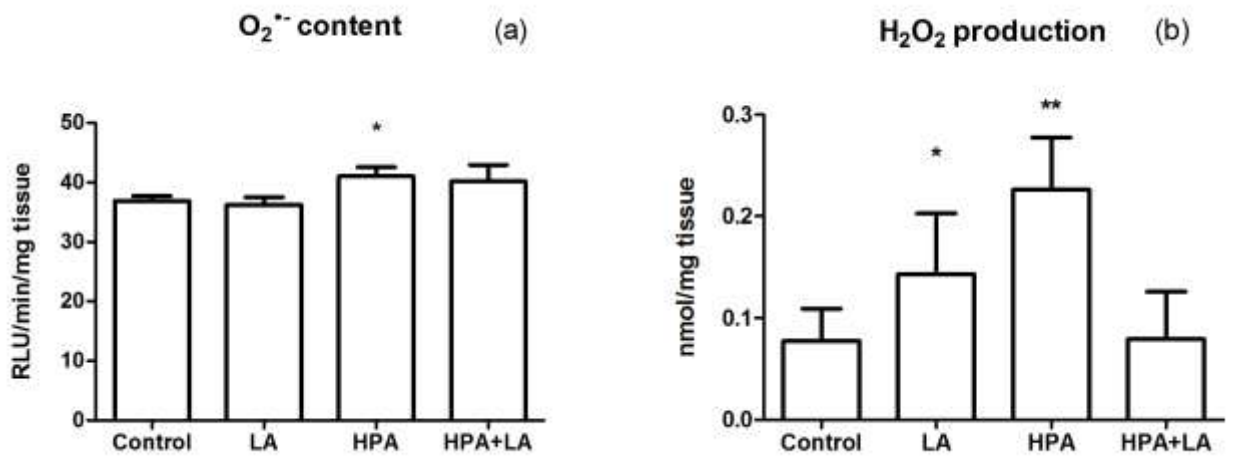 O₂•- content (a)
RLU/min/mg tissue
50
40
30
20
10
0
*
Control LA HPA HPA+LA
H₂O₂ production (b)
nmol/mg tissue
0.3
0.2
0.1
0.0
*
**
Control LA HPA HPA+LA